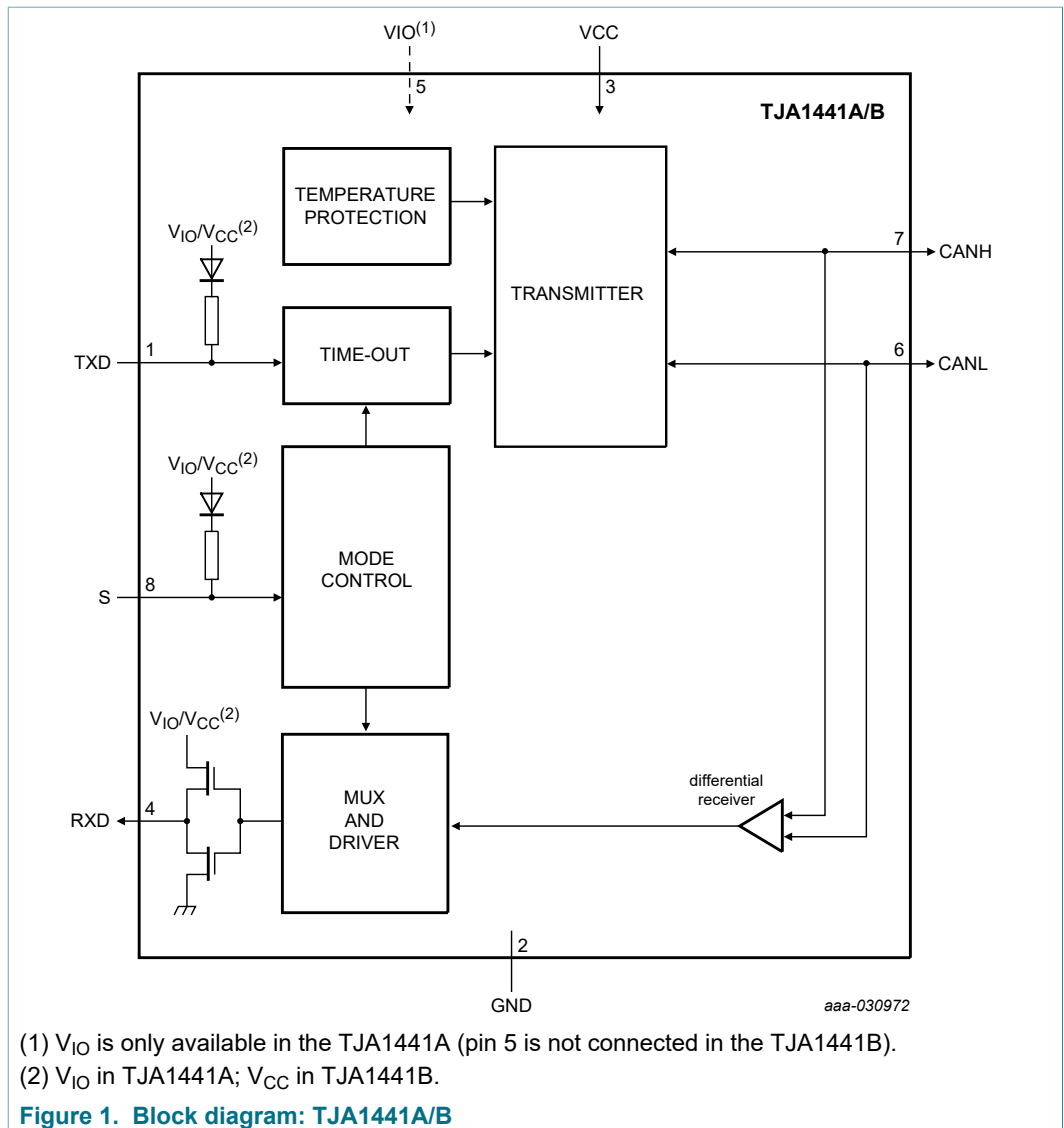 VIO(1)
VCC
5
3
TJA1441A/B
TEMPERATURE
PROTECTION
VIO/VCC(2)
7
CANH
TRANSMITTER
1
TXD
TIME-OUT
6
CANL
VIO/VCC(2)
MODE
CONTROL
8
S
VIO/VCC(2)
differential
receiver
MUX
AND
DRIVER
4
RXD
2
GND
aaa-030972
(1) VIO is only available in the TJA1441A (pin 5 is not connected in the TJA1441B).
(2) VIO in TJA1441A; VCC in TJA1441B.
Figure 1. Block diagram: TJA1441A/B